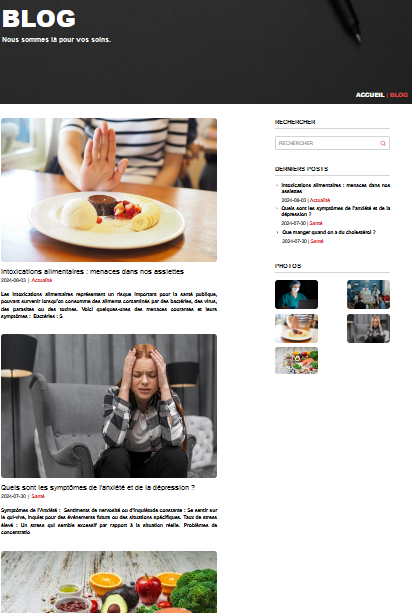 BLOG
Nous sommes là pour vos soins.
ACCUEIL | BLOG
Intoxications alimentaires : menaces dans nos assiettes
2024-08-03 | Actualité
Les intoxications alimentaires représentent un risque important pour la santé publique,
pouvant survenir lorsqu'on consomme des aliments contaminés par des bactéries, des virus,
des parasites ou des toxines. Voici quelques-unes des menaces courantes et leurs
symptômes : Bactéries : S
Quels sont les symptômes de l'anxiété et de la dépression ?
2024-07-30 | Santé
Symptômes de l'Anxiété : Sentiments de nervosité ou d'inquiétude constante : Se sentir sur
le qui-vive, inquiet pour des événements futurs ou des situations spécifiques. Taux de stress
élevé : Un stress qui semble excessif par rapport à la situation réelle. Problèmes de
concentratio
RECHERCHER
RECHERCHER
DERNIERS POSTS
Intoxications alimentaires : menaces dans nos
assiettes
2024-08-03 | Actualité
Quels sont les symptômes de l'anxiété et de la
dépression ?
2024-07-30 | Santé
Que manger quand on a du cholestérol ?
2024-07-30 | Santé
PHOTOS